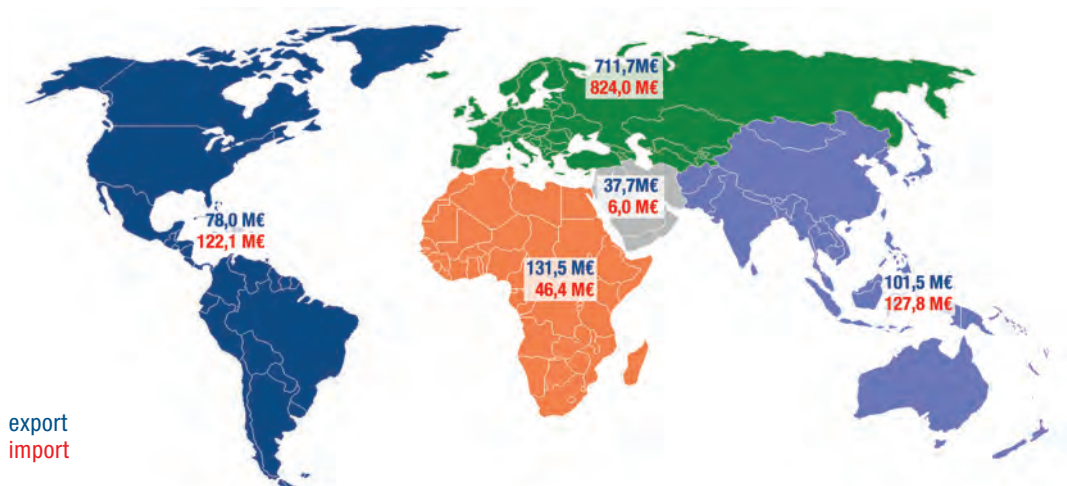 711,7M€
824,0 M€
37,7M€
6,0 M€
78,0 M€
122,1 M€
131,5 M€
46,4 M€
101,5 M€
127,8 M€
export
import